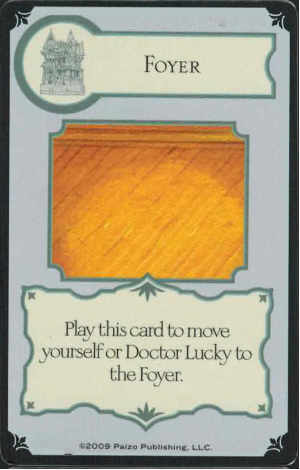 FOYER
Play this card to move
yourself or Doctor Lucky to
the Foyer.
©2009 Paizo Publishing, LLC.